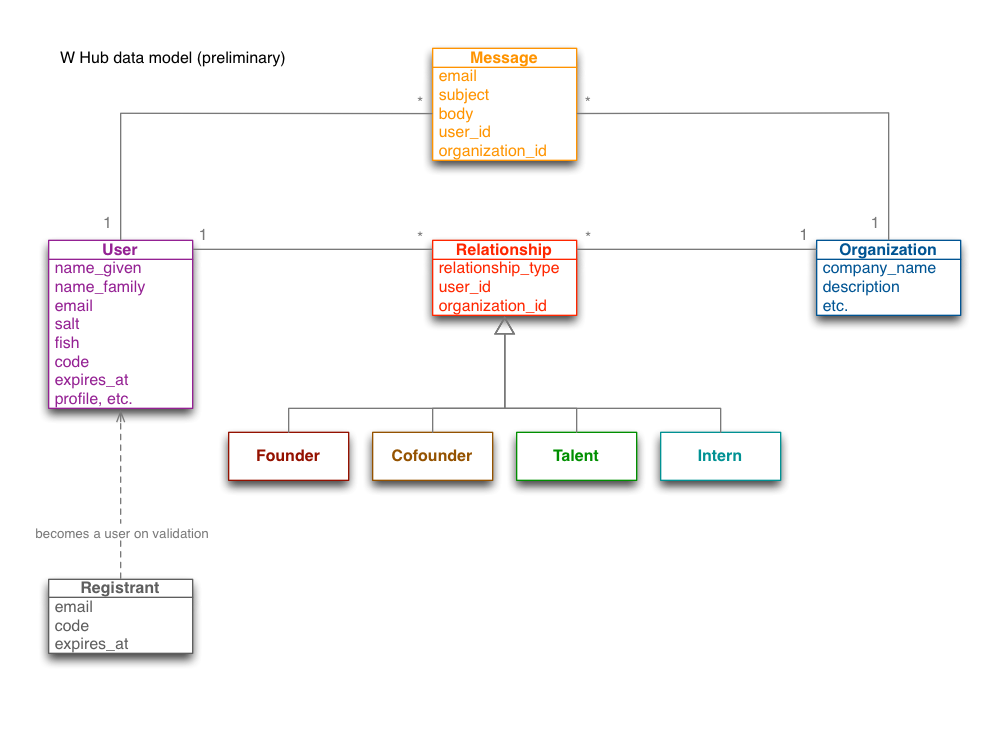 W Hub data model (preliminary)
Message
email
subject
body
user_id
organization_id
*
*
1
1
User
name_given
name_family
email
salt
fish
code
expires_at
profile, etc.
1
*
Relationship
relationship_type
user_id
organization_id
*
1
Organization
company_name
description
etc.
Founder
Cofounder
Talent
Intern
becomes a user on validation
Registrant
email
code
expires_at